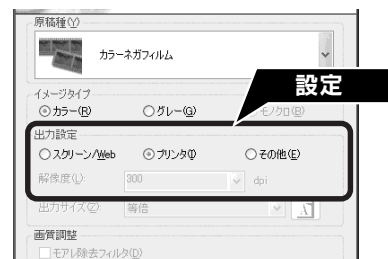 原稿種(Y)
カラーネガフィルム
設定
イメージタイプ
カラー(R) グレー(G) モノクロ(B)
出力設定
スクリーン/Web プリンタ(I) その他(E)
解像度(L): 300 dpi
出力サイズ(Z): 等倍 A
画質調整
モアレ除去フィルタ(D)